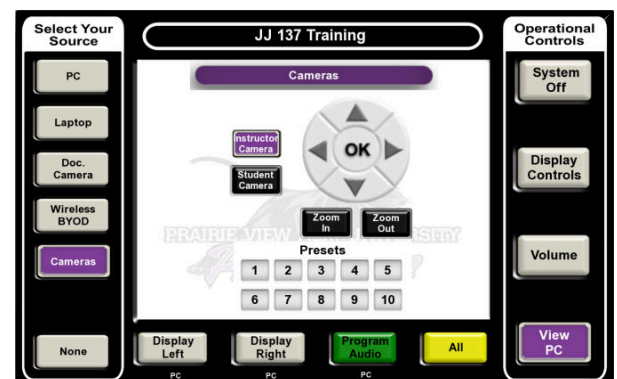 Select Your
Source
PC
Laptop
Doc.
Camera
Wireless
BYOD
Cameras
None
JJ 137 Training
Cameras
Instructor
Camera
Student
Camera
OK
Zoom
In
Zoom
Out
PRAIRIE VIEW
Presets
1 2 3 4 5
6 7 8 9 10
Display
Left
PC
Display
Right
PC
Program
Audio
PC
All
Operational
Controls
System
Off
Display
Controls
Volume
View
PC